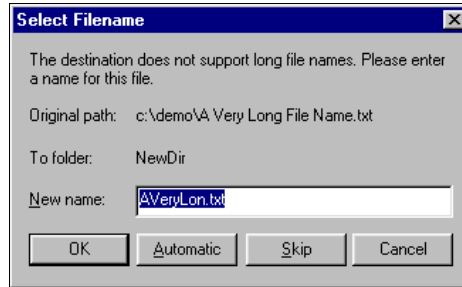 Select Filename
The destination does not support long file names. Please enter
a name for this file.
Original path: c:\demo\A Very Long File Name.txt
To folder: NewDir
New name: AVeryLon.txt
OK Automatic Skip Cancel